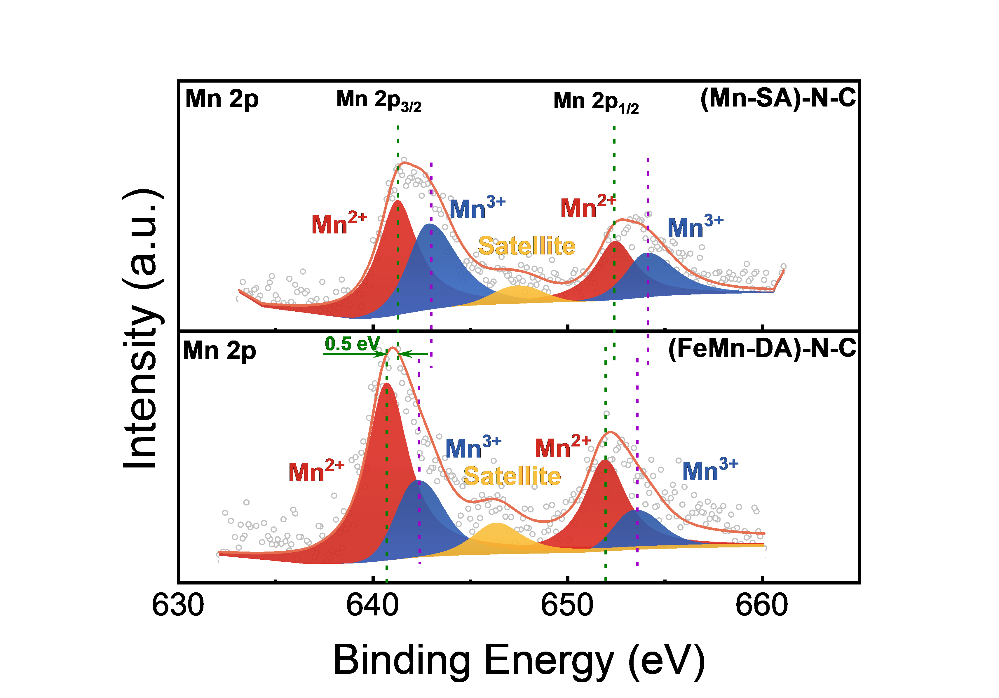 Mn 2p
Mn 2p3/2
Mn 2p1/2
(Mn-SA)-N-C
Mn2+
Mn3+
Satellite
Mn2+
Mn3+
Mn 2p
0.5 eV
(FeMn-DA)-N-C
Mn2+
Mn3+
Satellite
Mn2+
Mn3+
Intensity (a.u.)
630 640 650 660
Binding Energy (eV)